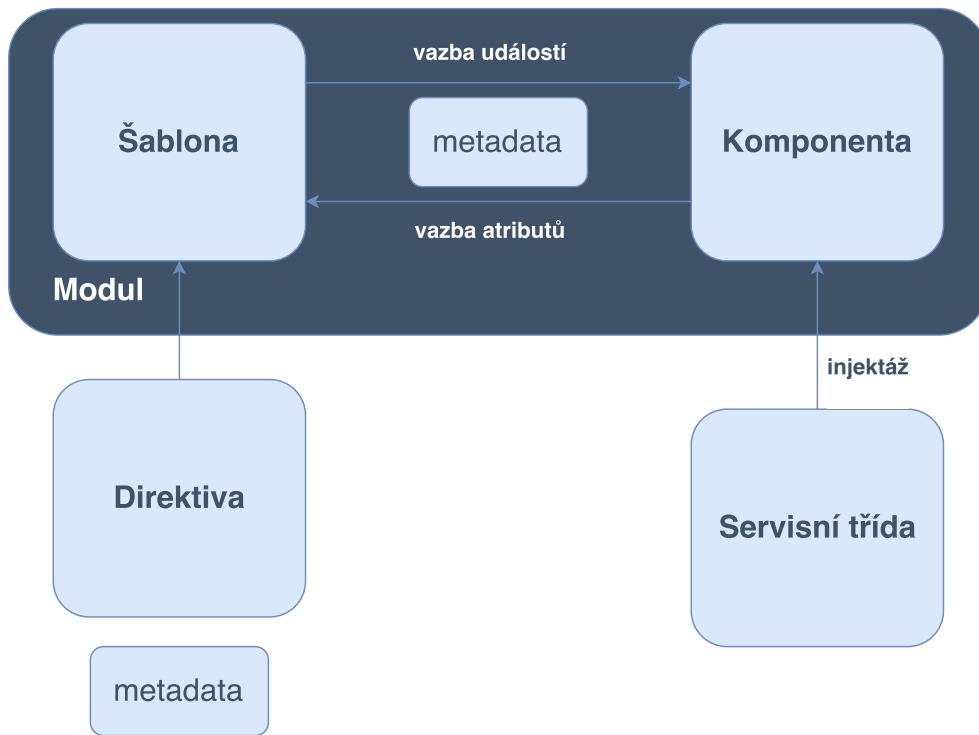 vazba událostí
Šablona
metadata
Komponenta
vazba atributů
Modul
injektáž
Direktiva
Servisní třída
metadata